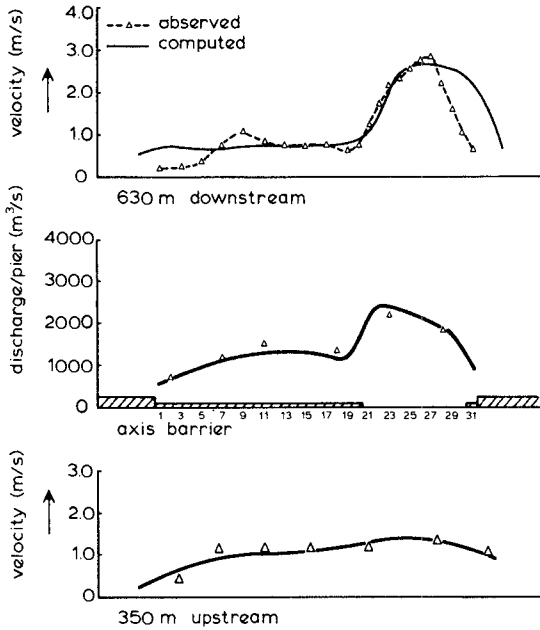 observed
computed
velocity (m/s)
4.0
3.0
2.0
1.0
0
630 m downstream
discharge/pier (m³/s)
4000
3000
2000
1000
0
1 3 5 7 9 11 13 15 17 19 21 23 25 27 29 31
axis barrier
velocity (m/s)
3.0
2.0
1.0
0
350 m upstream